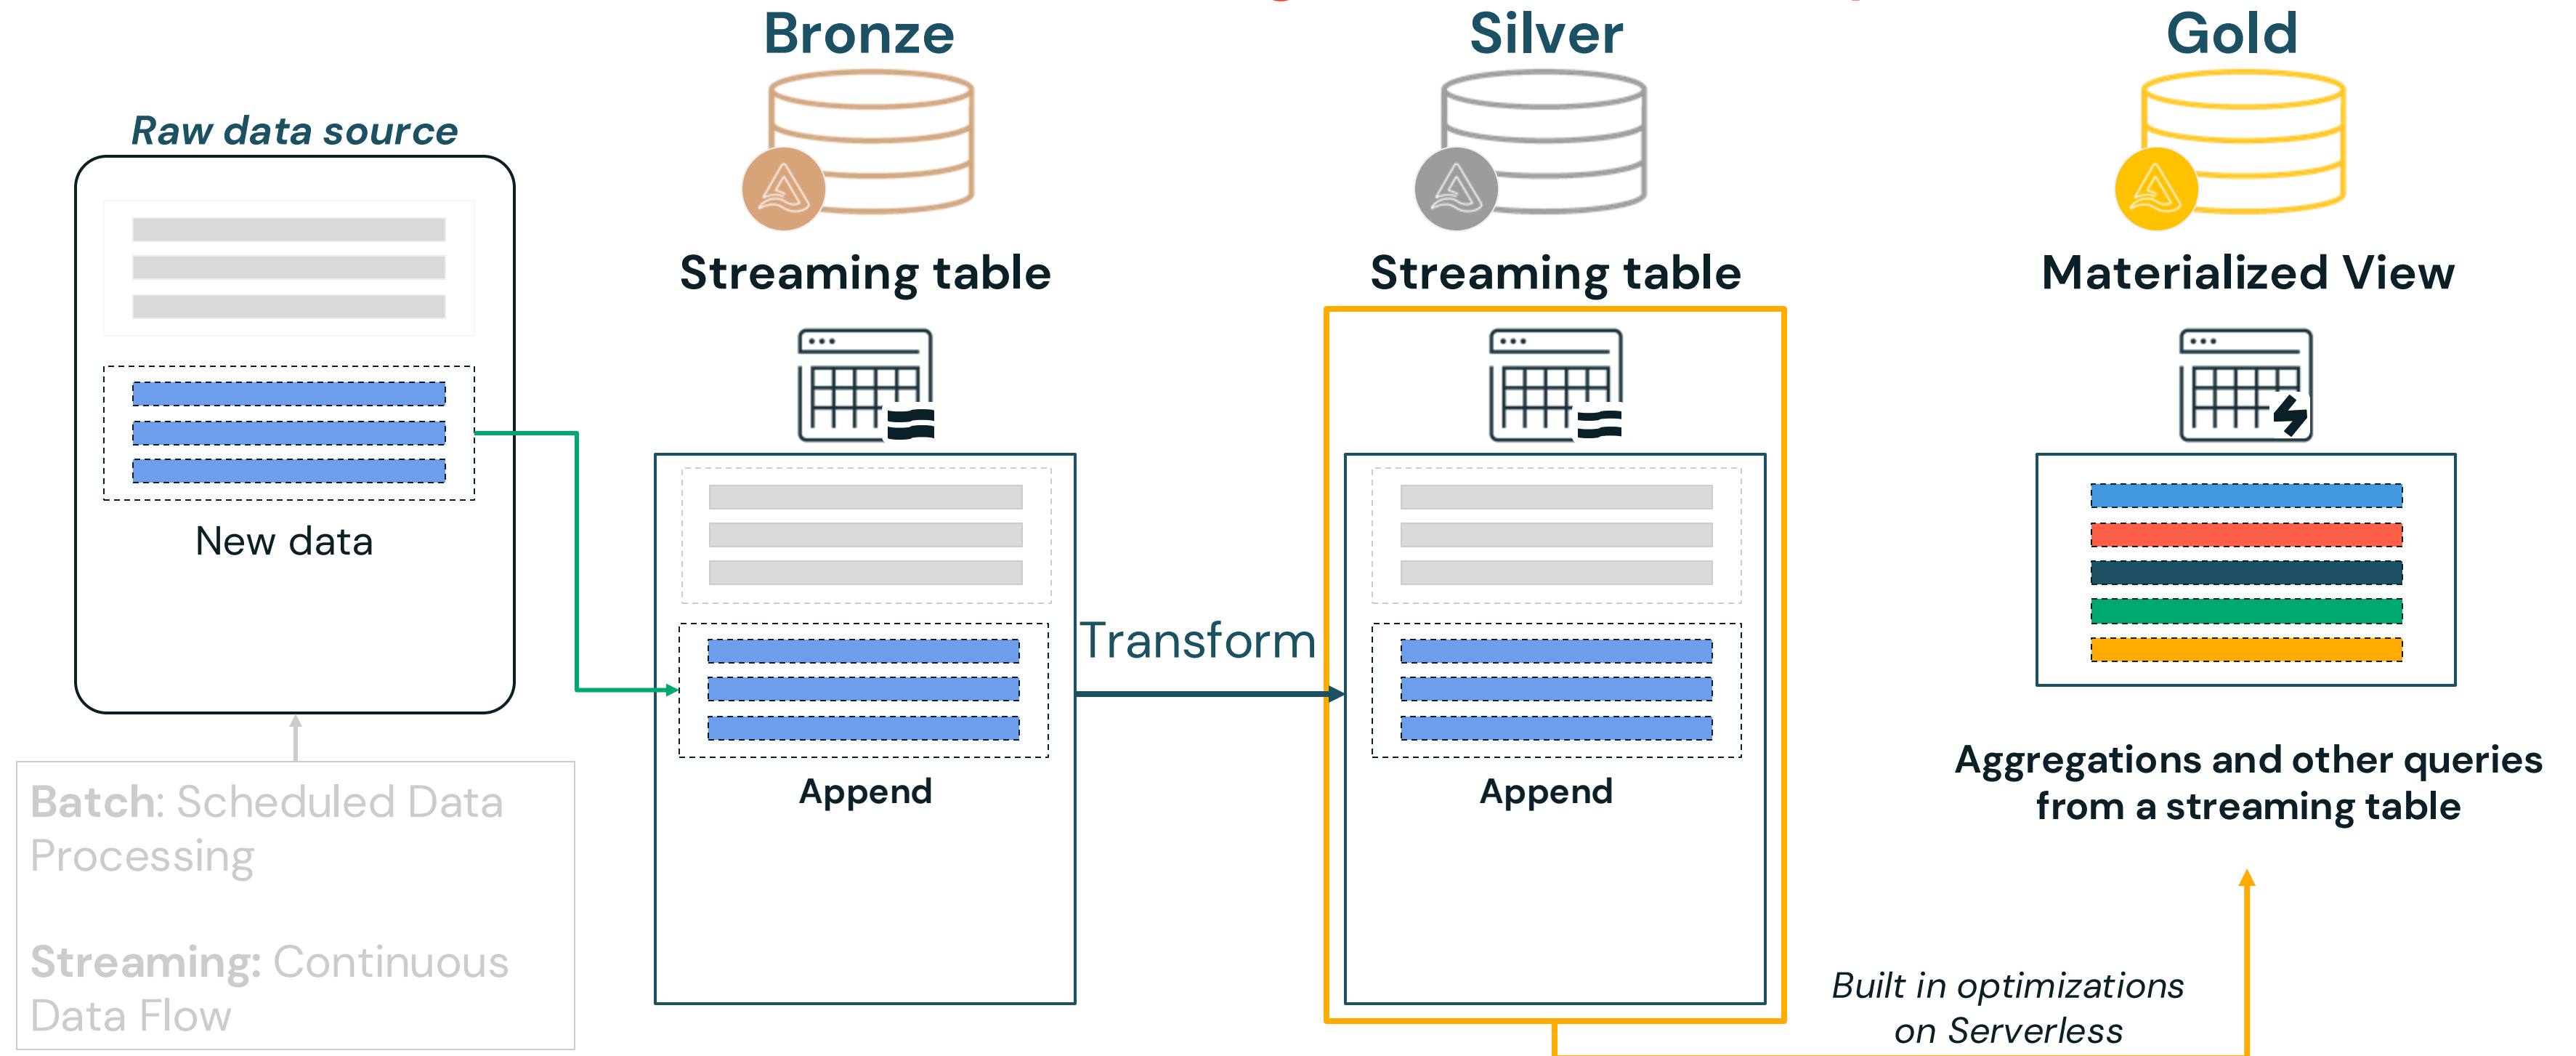 Bronze
Silver
Gold
Raw data source
Streaming table
Streaming table
Materialized View
New data
Transform
Append
Append
Aggregations and other queries
from a streaming table
Batch: Scheduled Data
Processing
Streaming: Continuous
Data Flow
Built in optimizations
on Serverless